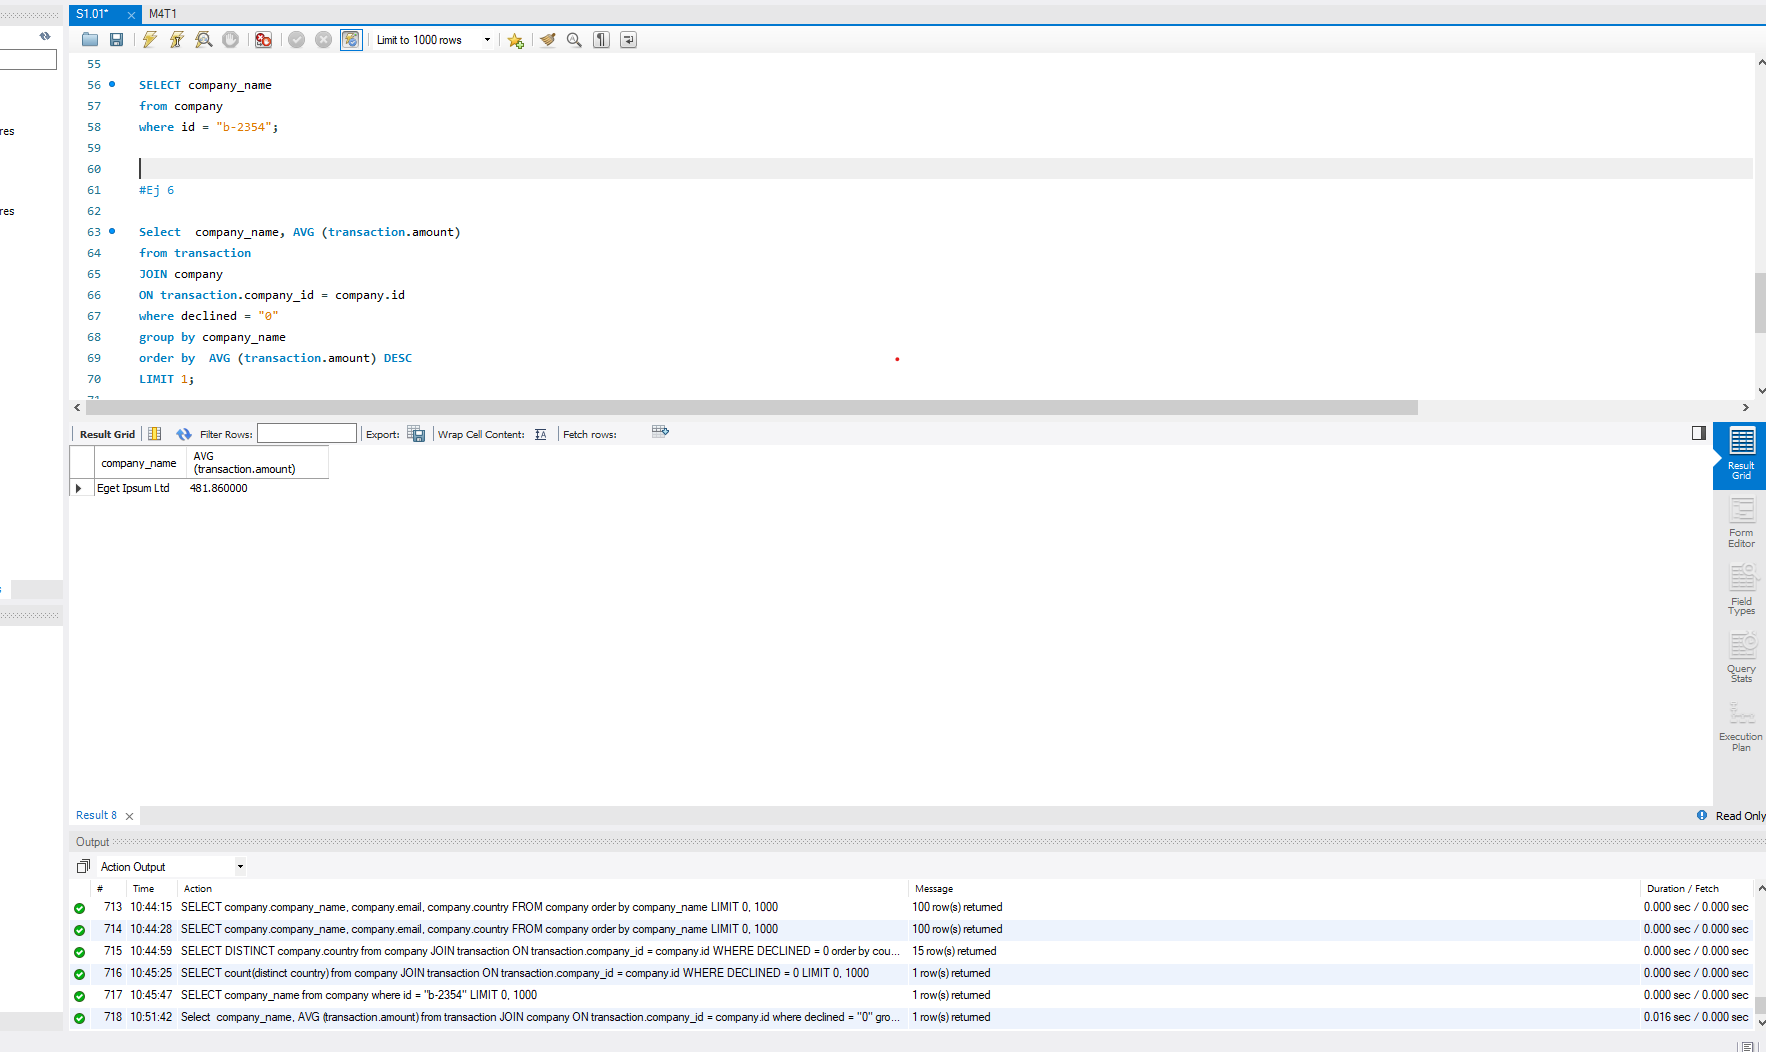 S1.01*
M4T1
Limit to 1000 rows
res
res
55
56 SELECT company_name
57 from company
58 where id = "b-2354";
59
60
61 #Ej 6
62
63 Select  company_name, AVG (transaction.amount)
64 from transaction
65 JOIN company
66 ON transaction.company_id = company.id
67 where declined = "0"
68 group by company_name
69 order by  AVG (transaction.amount) DESC
70 LIMIT 1;
71
Result Grid Filter Rows: Export: Wrap Cell Content: Fetch rows:
company_name AVG (transaction.amount)
Eget Ipsum Ltd 481.860000
Result Grid
Form Editor
Field Types
Query Stats
Execution Plan
Result 8
Read Only
Output
Action Output
# Time Action Message Duration / Fetch
713 10:44:15 SELECT company.company_name, company.email, company.country FROM company order by company_name LIMIT 0, 1000 100 row(s) returned 0.000 sec / 0.000 sec
714 10:44:28 SELECT company.company_name, company.email, company.country FROM company order by company_name LIMIT 0, 1000 100 row(s) returned 0.000 sec / 0.000 sec
715 10:44:59 SELECT DISTINCT company.country from company JOIN transaction ON transaction.company_id = company.id WHERE DECLINED = 0 order by cou... 15 row(s) returned 0.000 sec / 0.000 sec
716 10:45:25 SELECT count(distinct country) from company JOIN transaction ON transaction.company_id = company.id WHERE DECLINED = 0 LIMIT 0, 1000 1 row(s) returned 0.000 sec / 0.000 sec
717 10:45:47 SELECT company_name from company where id = "b-2354" LIMIT 0, 1000 1 row(s) returned 0.000 sec / 0.000 sec
718 10:51:42 Select  company_name, AVG (transaction.amount) from transaction JOIN company ON transaction.company_id = company.id where declined = "0" gro... 1 row(s) returned 0.016 sec / 0.000 sec